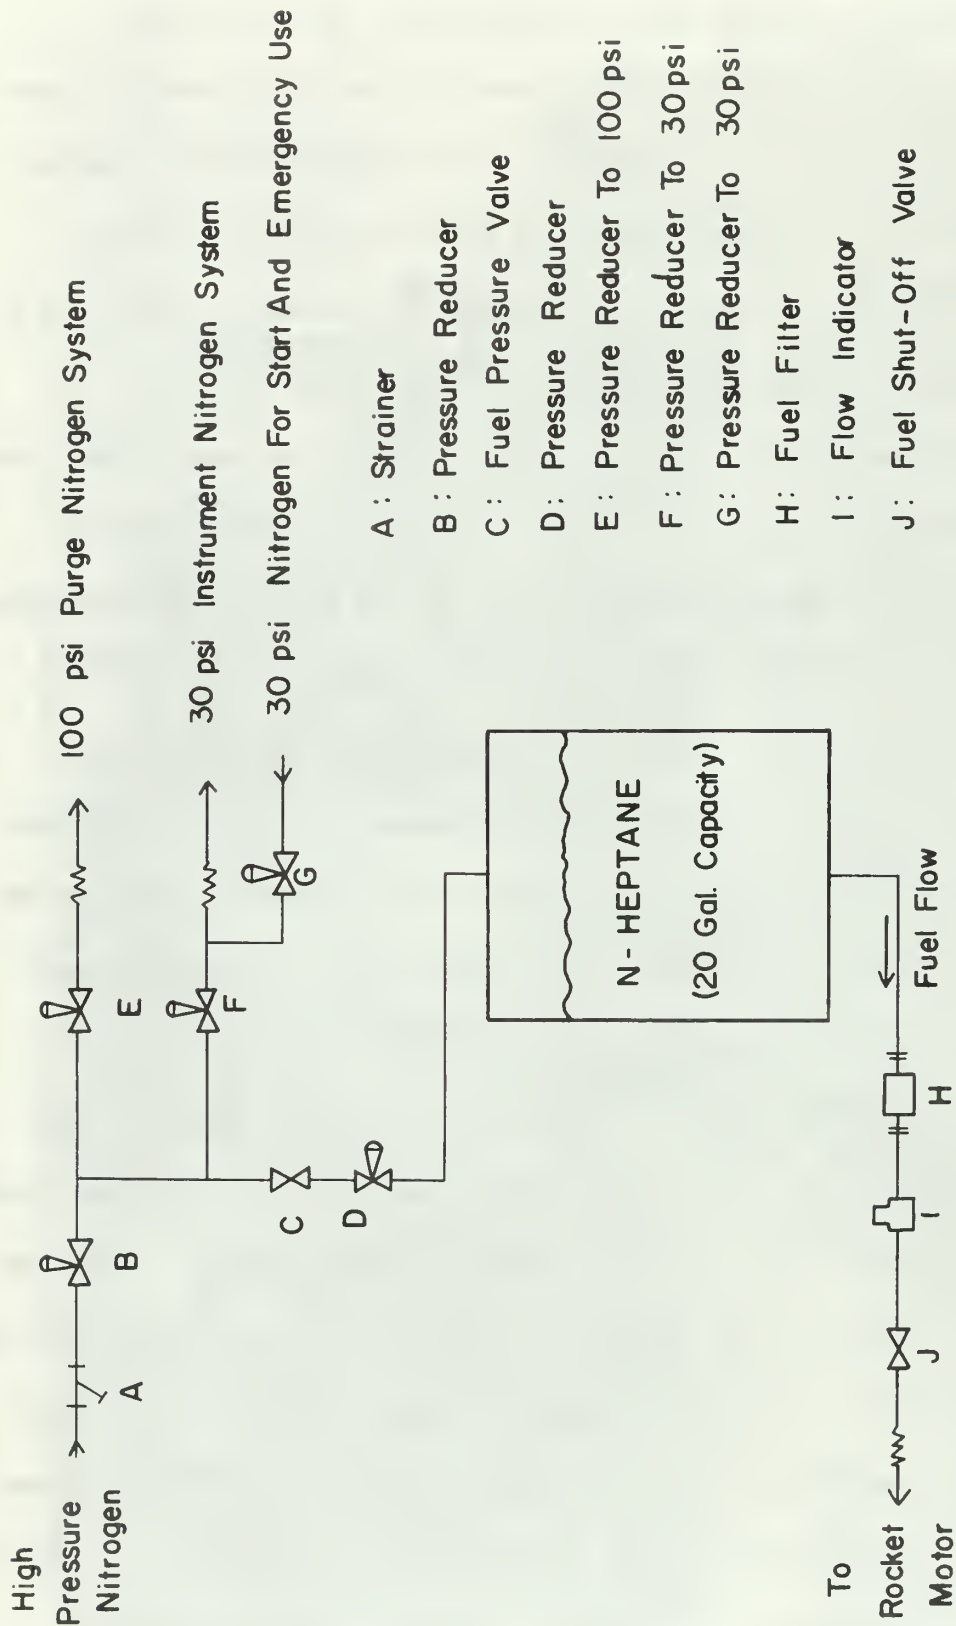 High
Pressure
Nitrogen
A
B
E
100 psi Purge Nitrogen System
F
30 psi Instrument Nitrogen System
G
30 psi Nitrogen For Start And Emergency Use
C
D
N-HEPTANE
(20 Gal. Capacity)
Fuel Flow
To
Rocket
Motor
J
I
H
A: Strainer
B: Pressure Reducer
C: Fuel Pressure Valve
D: Pressure Reducer
E: Pressure Reducer To 100 psi
F: Pressure Reducer To 30 psi
G: Pressure Reducer To 30 psi
H: Fuel Filter
I: Flow Indicator
J: Fuel Shut-Off Valve